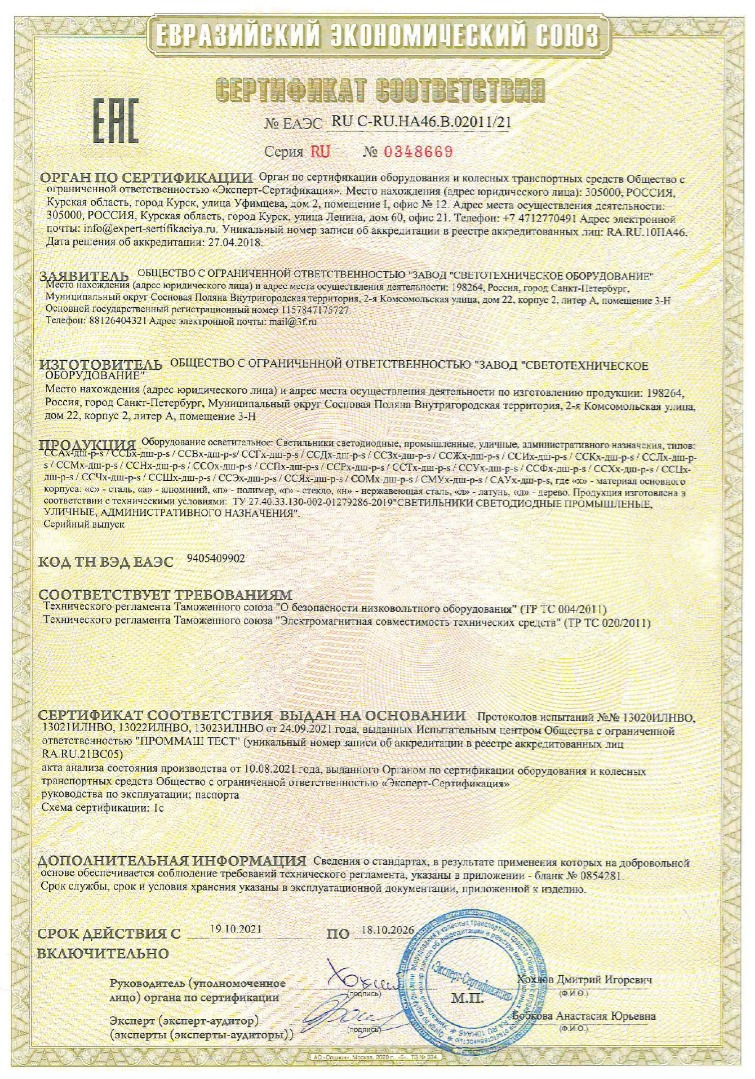 ЕВРАЗИЙСКИЙ ЭКОНОМИЧЕСКИЙ СОЮЗ
СЕРТИФИКАТ СООТВЕТСТВИЯ
EAC
№ ЕАЭС RU C-RU.НА46.В.02011/21
Серия RU № 0348669
ОРГАН ПО СЕРТИФИКАЦИИ Орган по сертификации оборудования и колесных транспортных средств Общество с
ограниченной ответственностью «Эксперт-Сертификация». Место нахождения (адрес юридического лица): 305000, РОССИЯ,
Курская область, город Курск, улица Уфимцева, дом 2, помещение I, офис № 12. Адрес места осуществления деятельности:
305000, РОССИЯ, Курская область, город Курск, улица Ленина, дом 60, офис 21. Телефон: +7 4712770491 Адрес электронной
почты: info@expert-sertifikaciya.ru. Уникальный номер записи об аккредитации в реестре аккредитованных лиц: RA.RU.10НА46.
Дата решения об аккредитации: 27.04.2018.
ЗАЯВИТЕЛЬ ОБЩЕСТВО С ОГРАНИЧЕННОЙ ОТВЕТСТВЕННОСТЬЮ "ЗАВОД "СВЕТОТЕХНИЧЕСКОЕ ОБОРУДОВАНИЕ"
Место нахождения (адрес юридического лица) и адрес места осуществления деятельности: 198264, Россия, город Санкт-Петербург,
Муниципальный округ Сосновая Поляна Внутригородская территория, 2-я Комсомольская улица, дом 22, корпус 2, литер А, помещение 3-Н
Основной государственный регистрационный номер 1157847175727
Телефон: 88126404321 Адрес электронной почты: mail@3f.ru
ИЗГОТОВИТЕЛЬ ОБЩЕСТВО С ОГРАНИЧЕННОЙ ОТВЕТСТВЕННОСТЬЮ "ЗАВОД "СВЕТОТЕХНИЧЕСКОЕ
ОБОРУДОВАНИЕ"
Место нахождения (адрес юридического лица) и адрес места осуществления деятельности по изготовлению продукции: 198264,
Россия, город Санкт-Петербург, Муниципальный округ Сосновая Поляна Внутригородская территория, 2-я Комсомольская улица,
дом 22, корпус 2, литер А, помещение 3-Н
ПРОДУКЦИЯ Оборудование осветительное: Светильники светодиодные, промышленные, уличные, административного назначения, типов:
ССАх-дш-р-s / ССБх-дш-р-s / ССВх-дш-р-s/ ССГх-дш-р-s / ССДх-дш-р-s / ССЗх-дш-р-s / ССЖх-дш-р-s / ССИх-дш-р-s / ССКх-дш-р-s / ССЛх-дш-р-
s / ССМх-дш-р-s / ССНх-дш-р-s / ССОх-дш-р-s / ССПх-дш-р-s / ССРх-дш-р-s / ССТх-дш-р-s / ССУх-дш-р-s / ССФх-дш-р-s / ССХх-дш-р-s / ССЦх-
дш-р-s / ССЧх-дш-р-s / ССШх-дш-р-s / ССЭх-дш-р-s / ССЯх-дш-р-s / СОМх-дш-р-s / СМУх-дш-р-s / САУх-дш-р-s, где «х» - материал основного
корпуса: «с» - сталь, «а» - алюминий, «п» - полимер, «г» - стекло, «н» - нержавеющая сталь, «л» - латунь, «д» - дерево. Продукция изготовлена в
соответствии с техническими условиями: ТУ 27.40.33.130-002-01279286-2019"СВЕТИЛЬНИКИ СВЕТОДИОДНЫЕ ПРОМЫШЛЕНЫЕ,
УЛИЧНЫЕ, АДМИНИСТРАТИВНОГО НАЗНАЧЕНИЯ".
Серийный выпуск
КОД ТН ВЭД ЕАЭС 9405409902
СООТВЕТСТВУЕТ ТРЕБОВАНИЯМ
Технического регламента Таможенного союза "О безопасности низковольтного оборудования" (ТР ТС 004/2011)
Технического регламента Таможенного союза "Электромагнитная совместимость технических средств" (ТР ТС 020/2011)
СЕРТИФИКАТ СООТВЕТСТВИЯ ВЫДАН НА ОСНОВАНИИ Протоколов испытаний №№ 13020ИЛНВО,
13021ИЛНВО, 13022ИЛНВО, 13023ИЛНВО от 24.09.2021 года, выданных Испытательным центром Общества с ограниченной
ответственностью "ПРОММАШ ТЕСТ" (уникальный номер записи об аккредитации в реестре аккредитованных лиц
RA.RU.21ВС05)
акта анализа состояния производства от 10.08.2021 года, выданного Органом по сертификации оборудования и колесных
транспортных средств Общество с ограниченной ответственностью «Эксперт-Сертификация»
руководства по эксплуатации; паспорта
Схема сертификации: 1с
ДОПОЛНИТЕЛЬНАЯ ИНФОРМАЦИЯ Сведения о стандартах, в результате применения которых на добровольной
основе обеспечивается соблюдение требований технического регламента, указаны в приложении - бланк № 0854281.
Срок службы, срок и условия хранения указаны в эксплуатационной документации, приложенной к изделию.
СРОК ДЕЙСТВИЯ С 19.10.2021 ПО 18.10.2026
ВКЛЮЧИТЕЛЬНО
Руководитель (уполномоченное
лицо) органа по сертификации
(подпись)
Хохлов Дмитрий Игоревич
(Ф.И.О.)
М.П.
«Эксперт-Сертификация»
Эксперт (эксперт-аудитор)
(эксперты (эксперты-аудиторы))
(подпись)
Бобкова Анастасия Юрьевна
(Ф.И.О.)